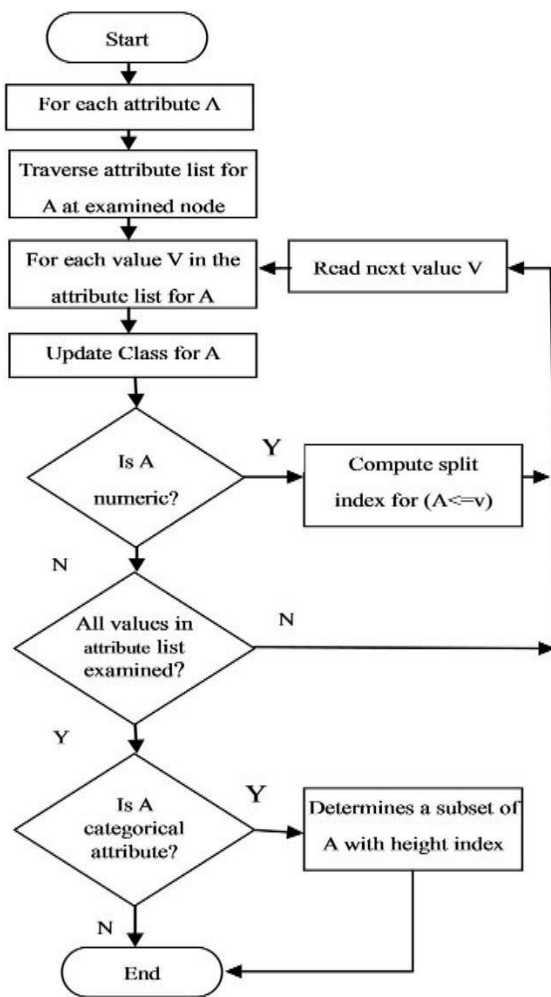 Start
For each attribute A
Traverse attribute list for
A at examined node
For each value V in the
attribute list for A
Read next value V
Update Class for A
Is A
numeric?
Y
Compute split
index for (A<=v)
N
All values in
attribute list
examined?
N
Y
Is A
categorical
attribute?
Y
Determines a subset of
A with height index
N
End